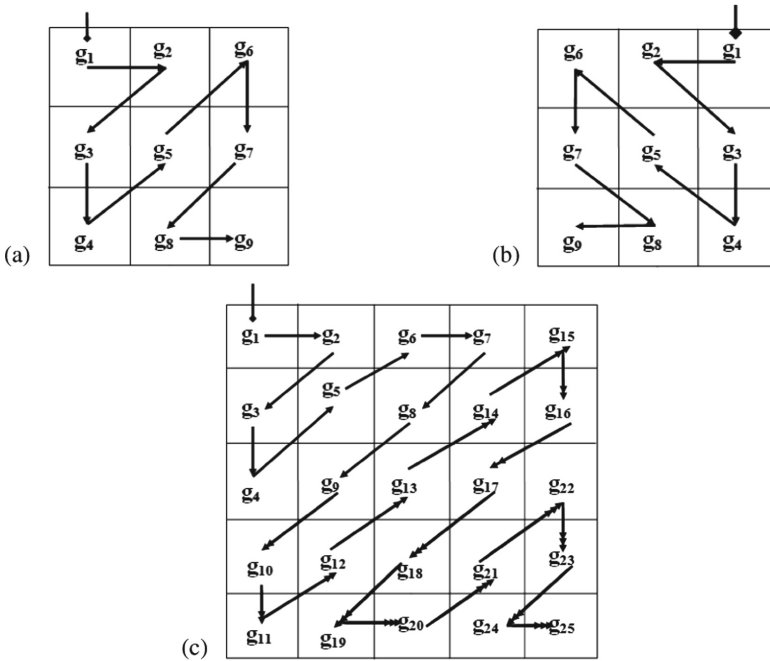 g1 g2 g6
g3 g5 g7
(a) g4 g8 g9
g6 g2 g1
g7 g5 g3
(b) g9 g8 g4
g1 g2 g6 g7 g15
g3 g5 g8 g14 g16
g4 g9 g13 g17 g22
g10 g12 g18 g21 g23
(c) g11 g19 g20 g24 g25